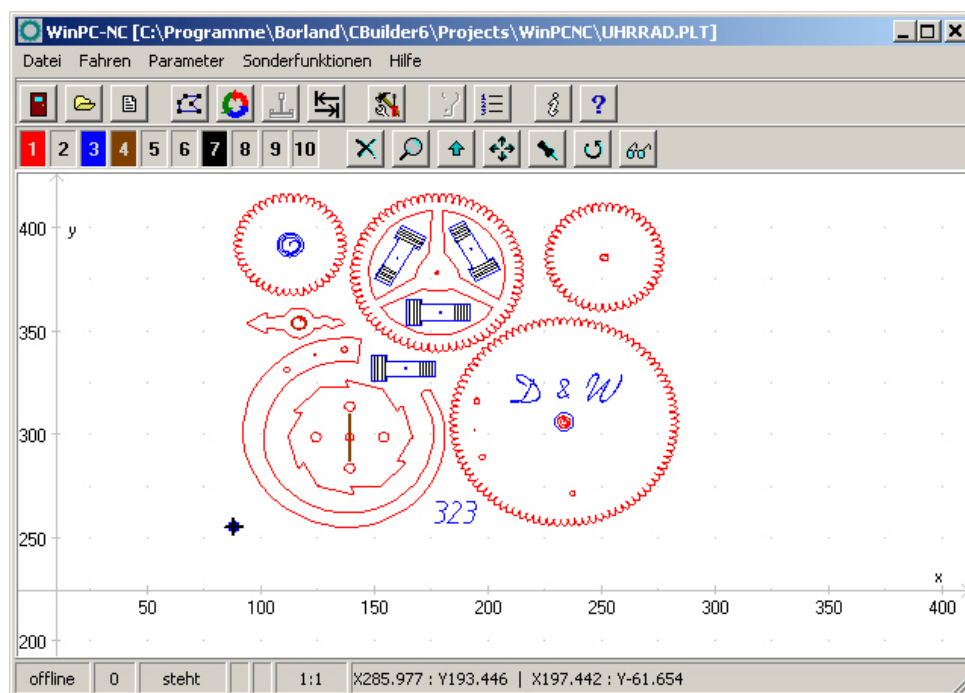 WinPC-NC [C:\Programme\Borland\CBuilder6\Projects\WinPCNC\UHRRAD.PLT]
Datei Fahren Parameter Sonderfunktionen Hilfe
1 2 3 4 5 6 7 8 9 10
400 y
350
D & W
300
323
250
x
50 100 150 200 250 300 350 400
200
offline 0 steht 1:1 X285.977 : Y193.446 | X197.442 : Y-61.654